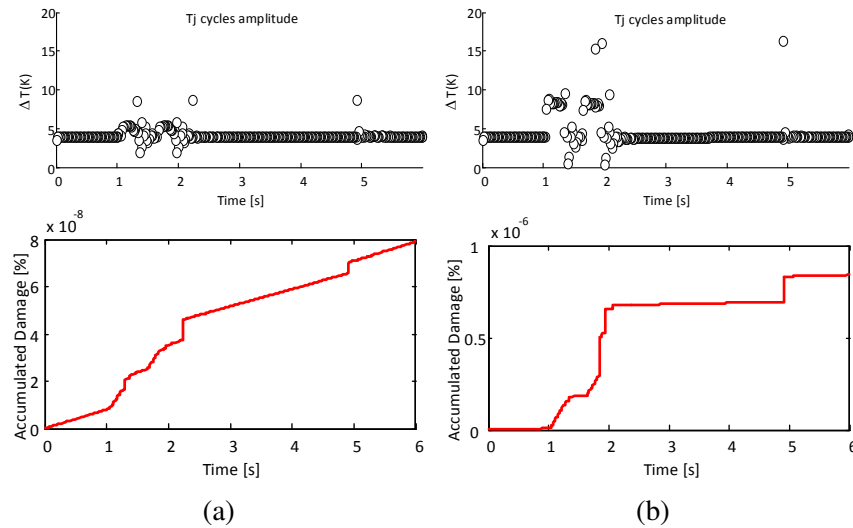 Tj cycles amplitude
20
15
10
5
0
Δ T(K)
0 1 2 3 4 5
Time [s]
x 10⁻⁸
8
6
4
2
0
Accumulated Damage [%]
0 1 2 3 4 5 6
Time [s]
(a)
Tj cycles amplitude
20
15
10
5
0
Δ T(K)
0 1 2 3 4 5 6
Time [s]
x 10⁻⁶
1
0.5
0
Accumulated Damage [%]
0 1 2 3 4 5 6
Time [s]
(b)